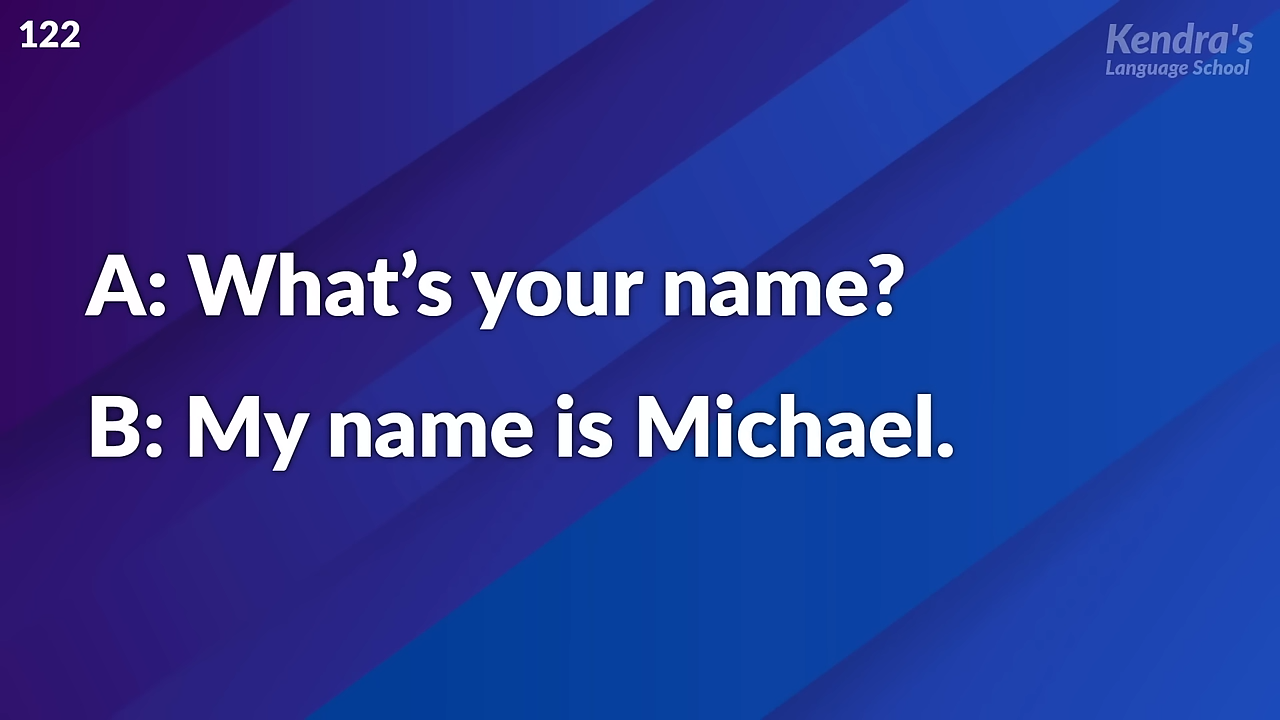 122
Kendra's
Language School
A: What’s your name?
B: My name is Michael.